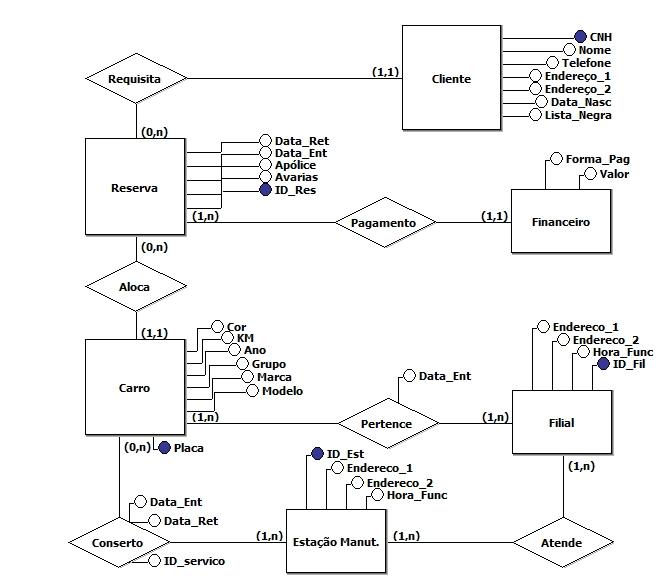 CNH
Nome
Requisita
(1,1)
Cliente
Telefone
Endereço_1
Endereço_2
Data_Nasc
Lista_Negra
(0,n)
Data_Ret
Data_Ent
Apólice
Avarias
ID_Res
Reserva
Forma_Pag
Valor
(1,n)
Pagamento
(1,1)
Financeiro
(0,n)
Aloca
(1,1)
Cor
KM
Ano
Grupo
Marca
Modelo
Carro
(1,n)
Data_Ent
Pertence
(1,n)
Endereco_1
Endereco_2
Hora_Func
ID_Fil
Filial
(0,n)
Placa
(1,n)
ID_Est
Endereco_1
Endereco_2
Hora_Func
Data_Ent
Data_Ret
Conserto
(1,n)
Estação Manut.
(1,n)
Atende
ID_servico